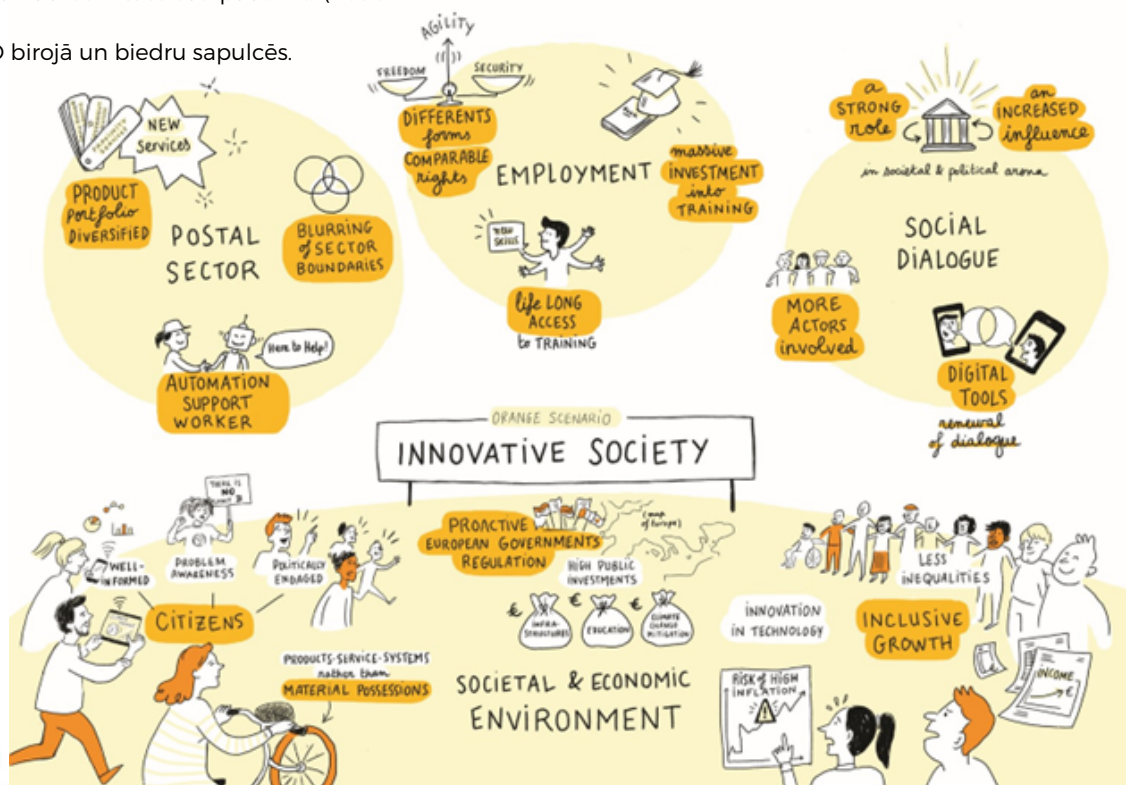 birojā un biedru sapulcēs.
AGILITY
FREEDOM
SECURITY
DIFFERENTS
forms
COMPARABLE
rights
EMPLOYMENT
massive
INVESTMENT
into
TRAINING
NEW
SKILLS
life LONG
ACCESS
to TRAINING
NEW
Services
PRODUCT
Portfolio
DIVERSIFIED
POSTAL
SECTOR
BLURRING
of SECTOR
BOUNDARIES
Here to Help!
AUTOMATION
SUPPORT
WORKER
a
STRONG
role
an
INCREASED
influence
in societal & political arena
SOCIAL
DIALOGUE
MORE
ACTORS
involved
DIGITAL
TOOLS
renewal
of dialogue
ORANGE SCENARIO
INNOVATIVE SOCIETY
THERE IS
NO
PLANET B
WELL-
INFORMED
PROBLEM
AWARENESS
POLITICALLY
ENGAGED
CITIZENS
PRODUCTS-SERVICE-SYSTEMS
rather than
MATERIAL POSSESSIONS
PROACTIVE
EUROPEAN GOVERNMENTS
REGULATION
(map
of Europe)
HIGH PUBLIC
INVESTMENTS
€
INFRA-
STRUCTURES
€
EDUCATION
€
CLIMATE
CHANGE
MITIGATION
SOCIETAL & ECONOMIC
ENVIRONMENT
INNOVATION
IN TECHNOLOGY
LESS
INEQUALITIES
INCLUSIVE
GROWTH
RISK of HIGH
INFLATION
INCOME
€